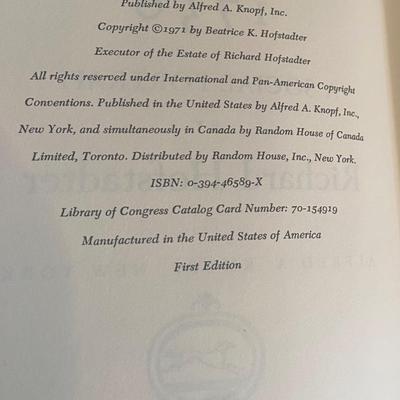 Published by Alfred A. Knopf, Inc.
Copyright ©1971 by Beatrice K. Hofstadter
Executor of the Estate of Richard Hofstadter
All rights reserved under International and Pan-American Copyright
Conventions. Published in the United States by Alfred A. Knopf, Inc.,
New York, and simultaneously in Canada by Random House of Canada
Limited, Toronto. Distributed by Random House, Inc., New York.
ISBN: 0-394-46589-X
Library of Congress Catalog Card Number: 70-154919
Manufactured in the United States of America
First Edition